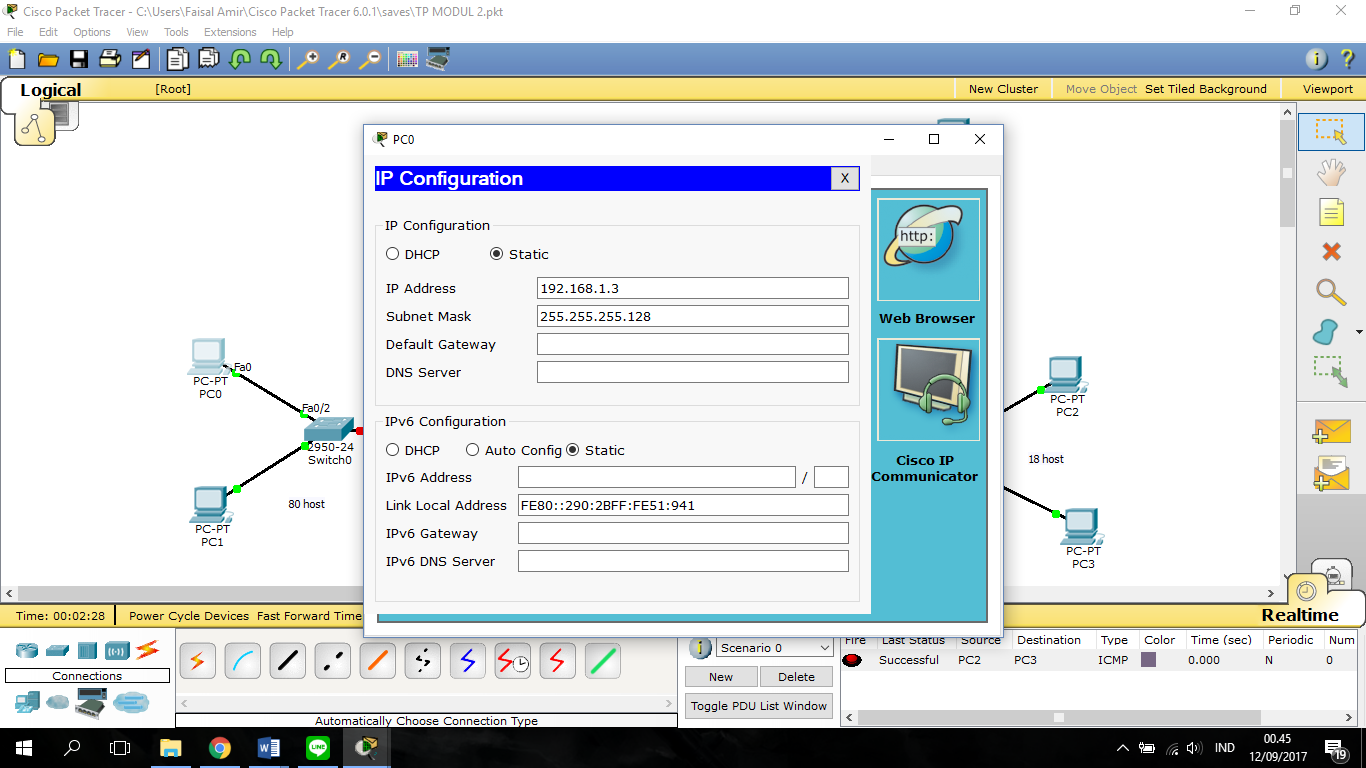 Cisco Packet Tracer - C:\Users\Faisal Amir\Cisco Packet Tracer 6.0.1\saves\TP MODUL 2.pkt
File Edit Options View Tools Extensions Help
Logical [Root] New Cluster Move Object Set Tiled Background Viewport
PC0
IP Configuration X
IP Configuration
DHCP Static
IP Address 192.168.1.3
Subnet Mask 255.255.255.128
Default Gateway
DNS Server
IPv6 Configuration
DHCP Auto Config Static
IPv6 Address /
Link Local Address FE80::290:2BFF:FE51:941
IPv6 Gateway
IPv6 DNS Server
http:
Web Browser
Cisco IP
Communicator
Fa0
PC-PT
PC0
Fa0/2
2950-24
Switch0
80 host
PC-PT
PC1
PC-PT
PC2
18 host
PC-PT
PC3
Time: 00:02:28 Power Cycle Devices Fast Forward Time Realtime
Connections
Automatically Choose Connection Type
Scenario 0
New Delete
Toggle PDU List Window
Fire Last Status Source Destination Type Color Time (sec) Periodic Num
Successful PC2 PC3 ICMP 0.000 N 0
LINE
IND
00.45
12/09/2017
19